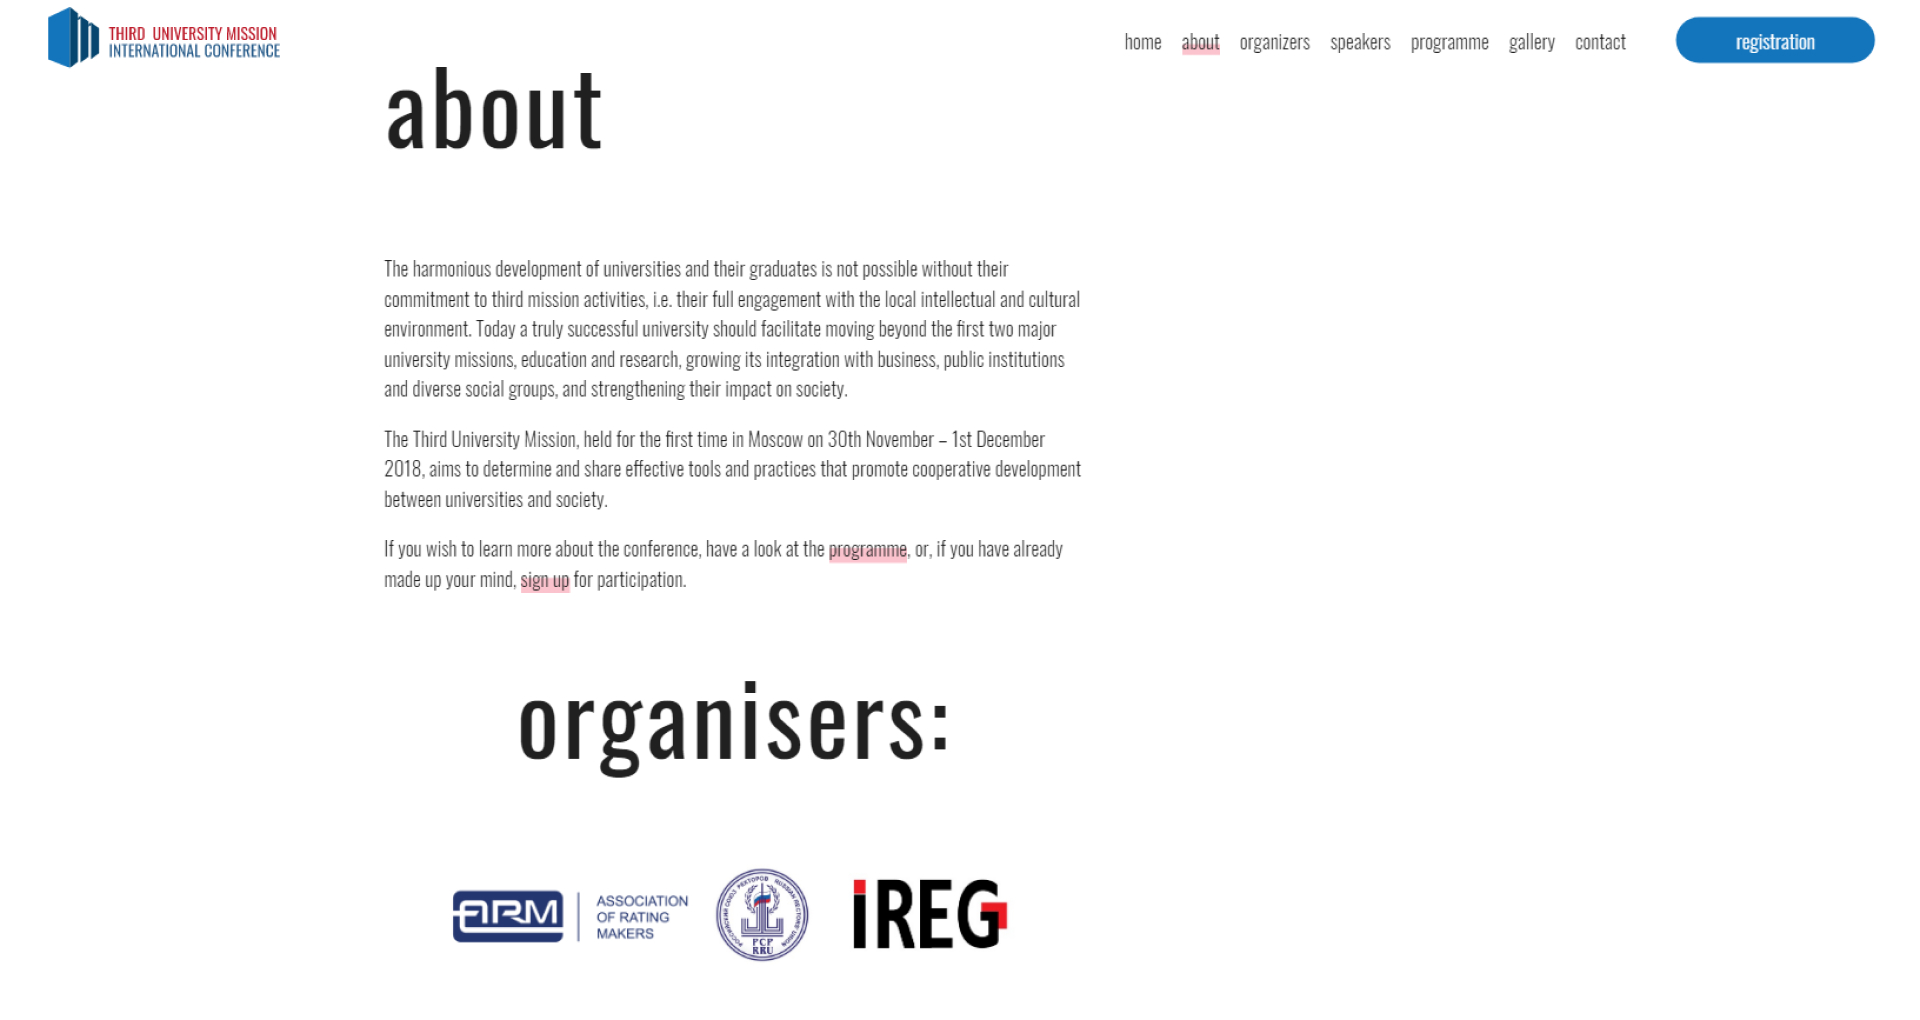 THIRD UNIVERSITY MISSION
INTERNATIONAL CONFERENCE
home about organizers speakers programme gallery contact registration
about
The harmonious development of universities and their graduates is not possible without their
commitment to third mission activities, i.e. their full engagement with the local intellectual and cultural
environment. Today a truly successful university should facilitate moving beyond the first two major
university missions, education and research, growing its integration with business, public institutions
and diverse social groups, and strengthening their impact on society.
The Third University Mission, held for the first time in Moscow on 30th November – 1st December
2018, aims to determine and share effective tools and practices that promote cooperative development
between universities and society.
If you wish to learn more about the conference, have a look at the programme, or, if you have already
made up your mind, sign up for participation.
organisers:
ARM
ASSOCIATION
OF RATING
MAKERS
РОССИЙСКИЙ СОЮЗ РЕКТОРОВ RUSSIAN RECTORS' UNION
РСР
RRU
iREG